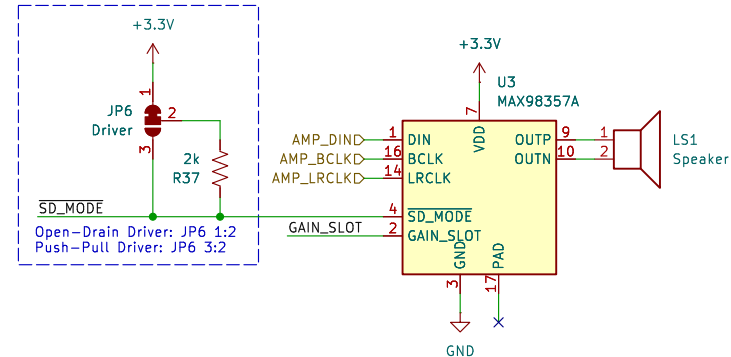 +3.3V
1
JP6
2
Driver
3
2k
R37
SD_MODE
Open-Drain Driver: JP6 1:2
Push-Pull Driver: JP6 3:2
+3.3V
U3
MAX98357A
7
VDD
AMP_DIN
1
DIN
AMP_BCLK
16
BCLK
AMP_LRCLK
14
LRCLK
4
SD_MODE
GAIN_SLOT
2
GAIN_SLOT
OUTP
9
1
OUTN
10
2
LS1
Speaker
GND
3
PAD
17
GND